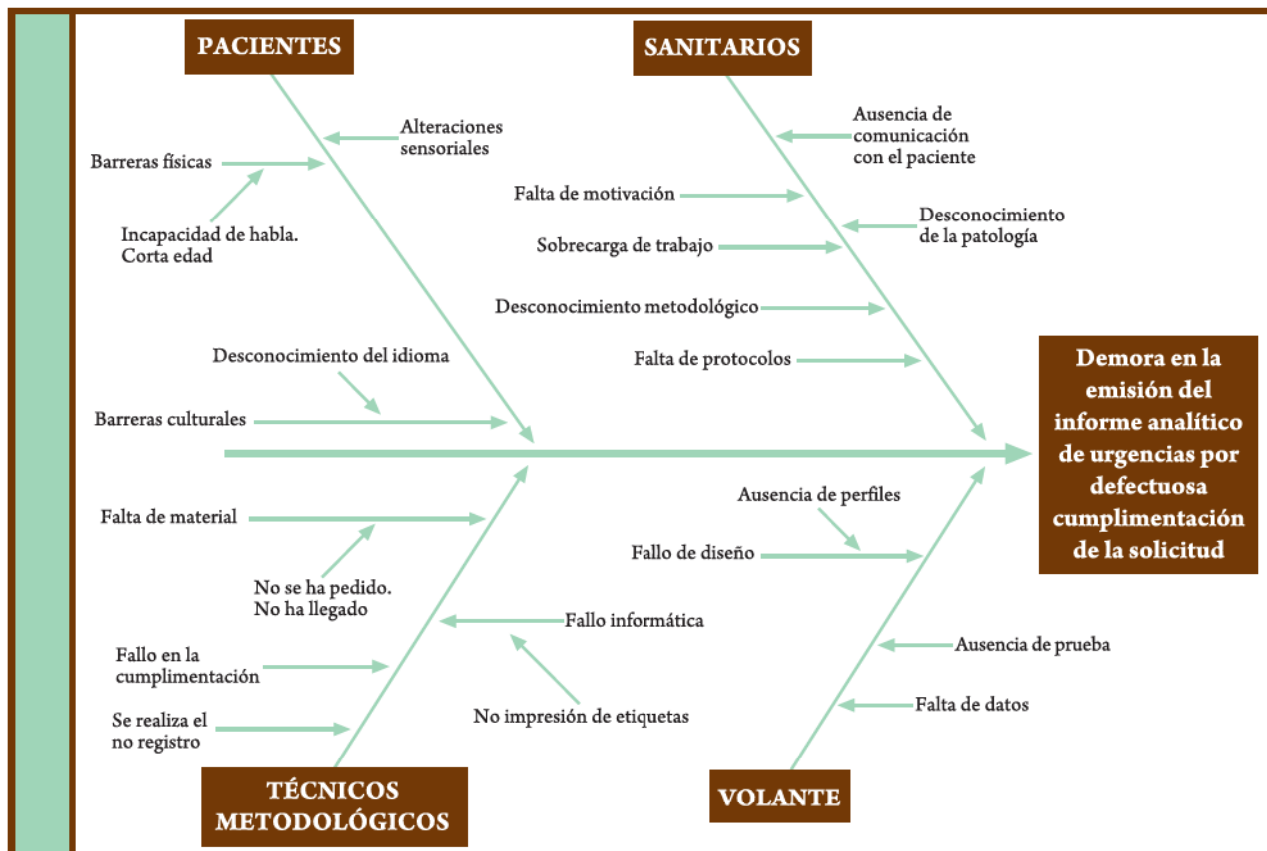 PACIENTES
SANITARIOS
Alteraciones
sensoriales
Barreras físicas
Incapacidad de habla.
Corta edad
Desconocimiento del idioma
Barreras culturales
Ausencia de
comunicación
con el paciente
Falta de motivación
Desconocimiento
de la patología
Sobrecarga de trabajo
Desconocimiento metodológico
Falta de protocolos
Demora en la
emisión del
informe analítico
de urgencias por
defectuosa
cumplimentación
de la solicitud
Falta de material
No se ha pedido.
No ha llegado
Fallo informática
Fallo en la
cumplimentación
No impresión de etiquetas
Se realiza el
no registro
TÉCNICOS
METODOLÓGICOS
Ausencia de perfiles
Fallo de diseño
Ausencia de prueba
Falta de datos
VOLANTE